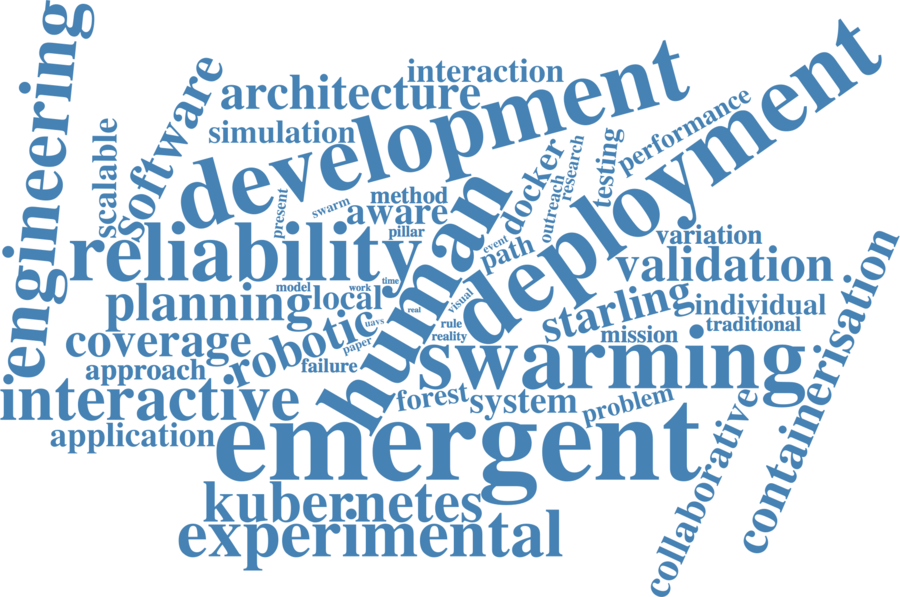 engineering
software
scalable
architecture
interaction
simulation
development
deployment
performance
testing
research
docker
outreach
present
swarm
method
aware
pillar
human
event
path
reliability
variation
validation
planning
model
local
work
time
real
visual
starling
individual
traditional
coverage
robotic
uavs
paper
rule
reality
mission
approach
failure
swarming
containerisation
interactive
forest
system
problem
application
emergent
collaborative
kubernetes
experimental